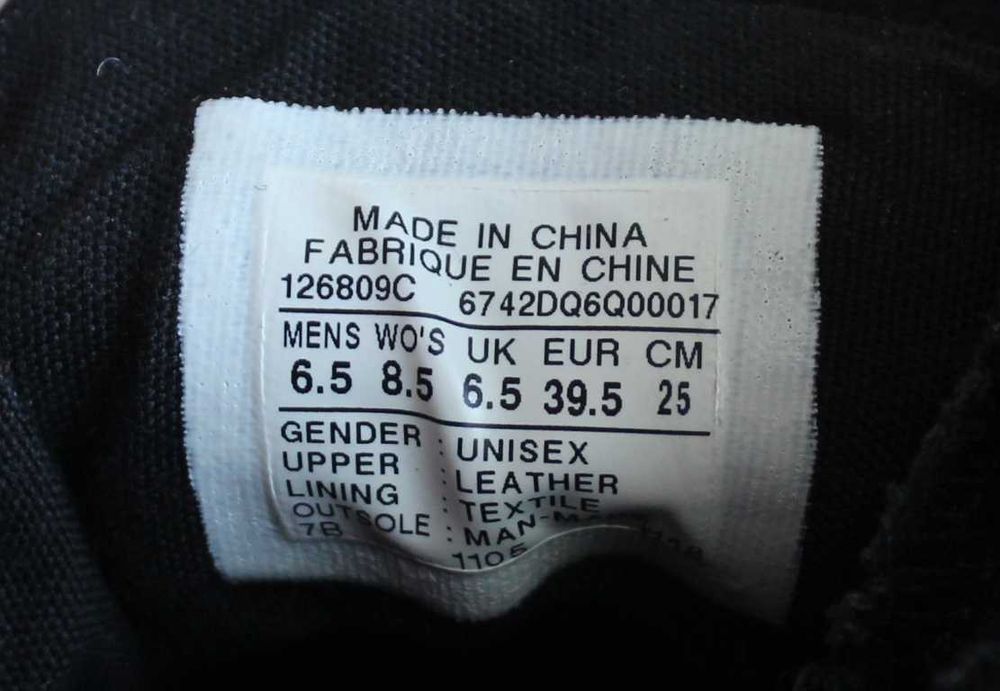 MADE IN CHINA
FABRIQUE EN CHINE
126809C 6742DQ6Q00017
MENS WO'S UK EUR CM
6.5 8.5 6.5 39.5 25
GENDER : UNISEX
UPPER : LEATHER
LINING : TEXTILE
OUTSOLE :
7B